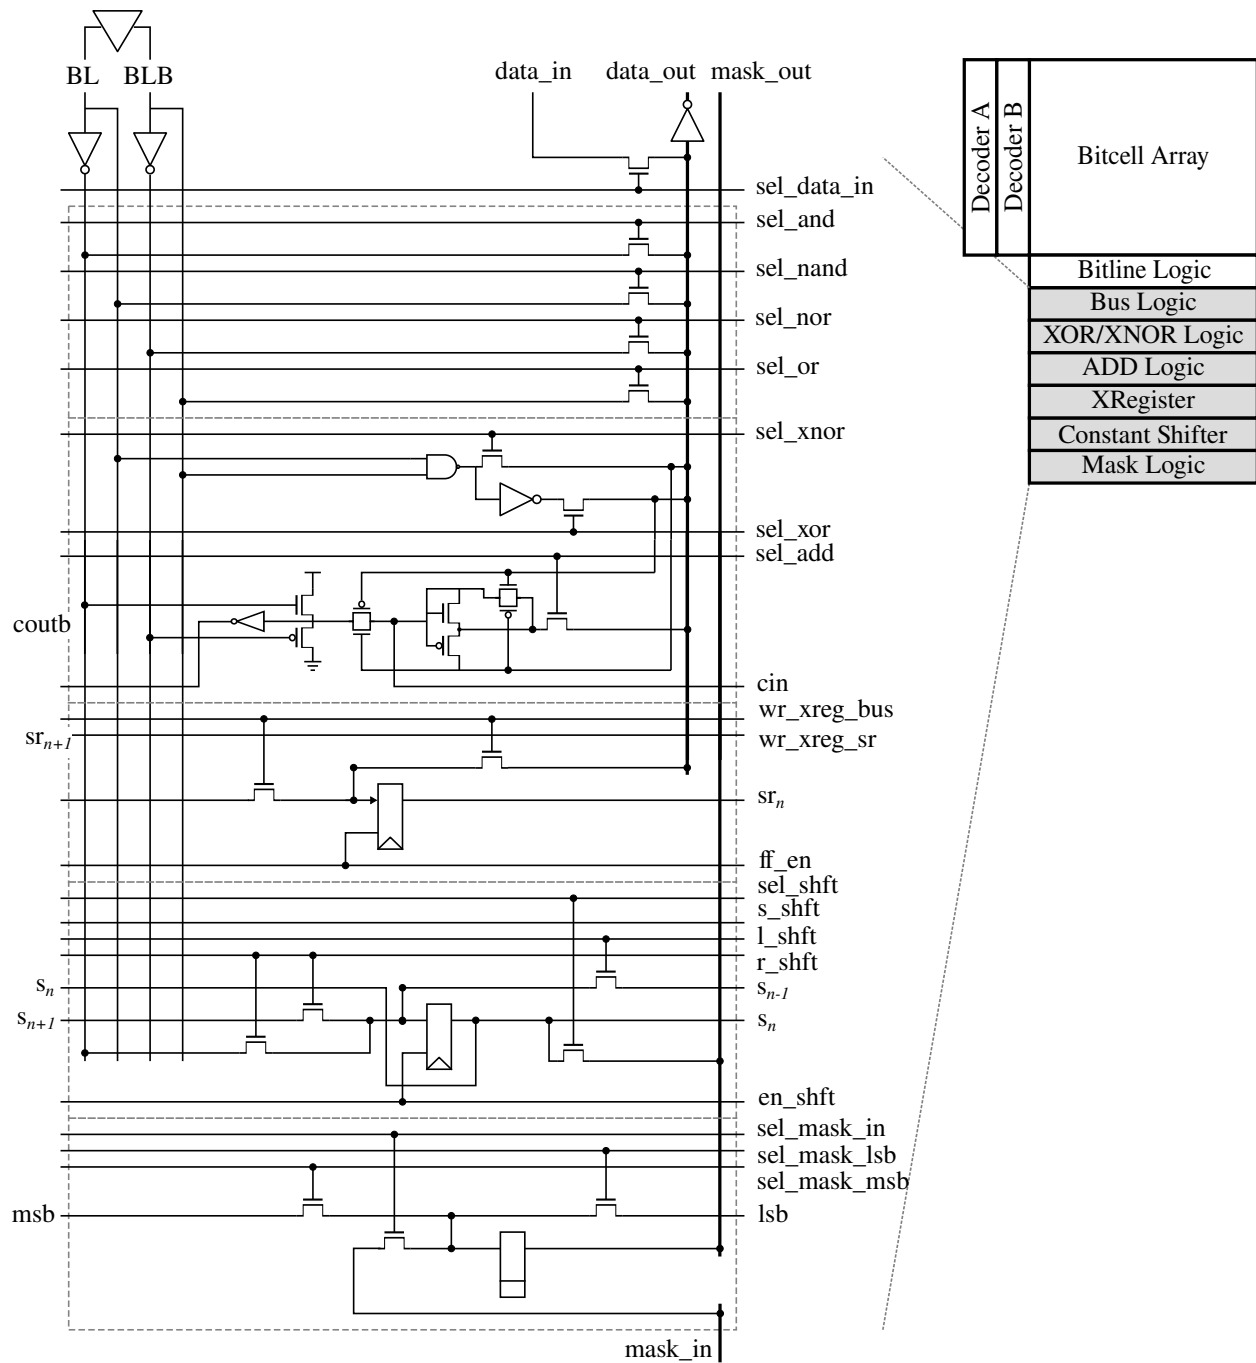 BL BLB
data_in data_out mask_out
sel_data_in
sel_and
sel_nand
sel_nor
sel_or
sel_xnor
sel_xor
sel_add
coutb
cin
wr_xreg_bus
sr_{n+1}
wr_xreg_sr
sr_n
ff_en
sel_shft
s_shft
l_shft
r_shft
s_n
s_{n-1}
s_{n+1}
s_n
en_shft
sel_mask_in
sel_mask_lsb
sel_mask_msb
msb
lsb
mask_in
Decoder A
Decoder B
Bitcell Array
Bitline Logic
Bus Logic
XOR/XNOR Logic
ADD Logic
XRegister
Constant Shifter
Mask Logic